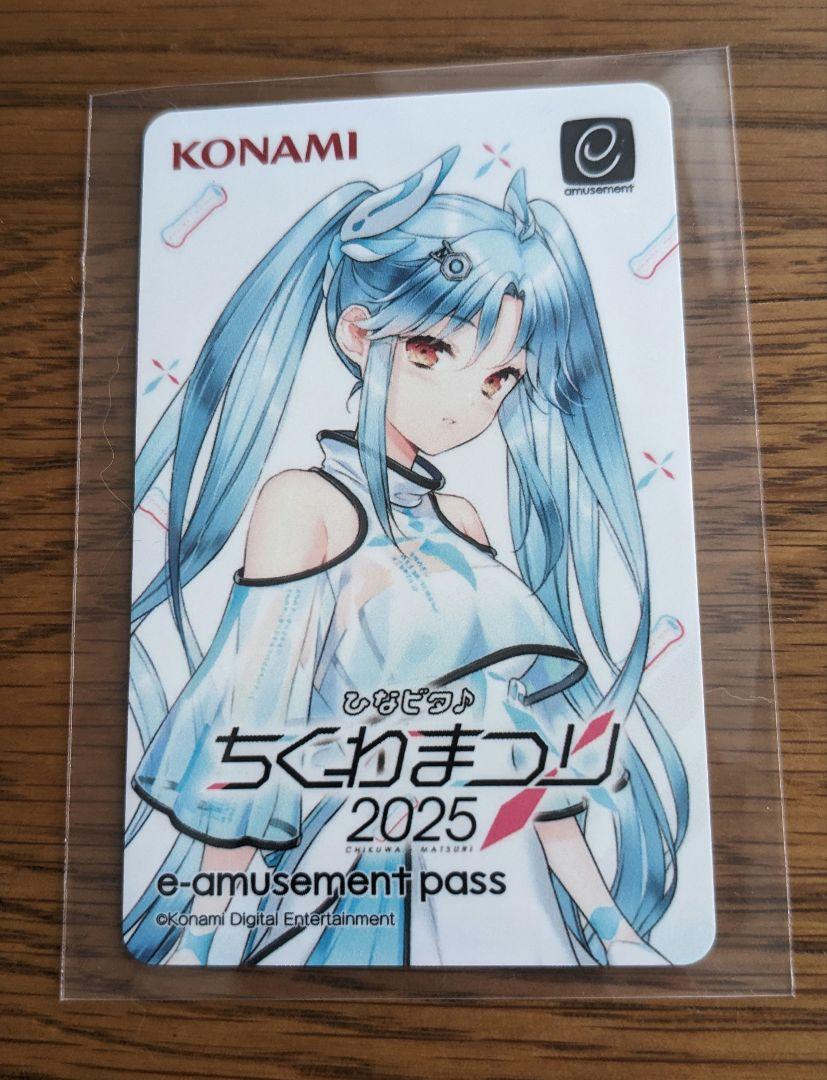 KONAMI
e
amusement
ひなビタ♪
ちくわまつり
2025
CHIKUWA MATSURI
e-amusement pass
©Konami Digital Entertainment